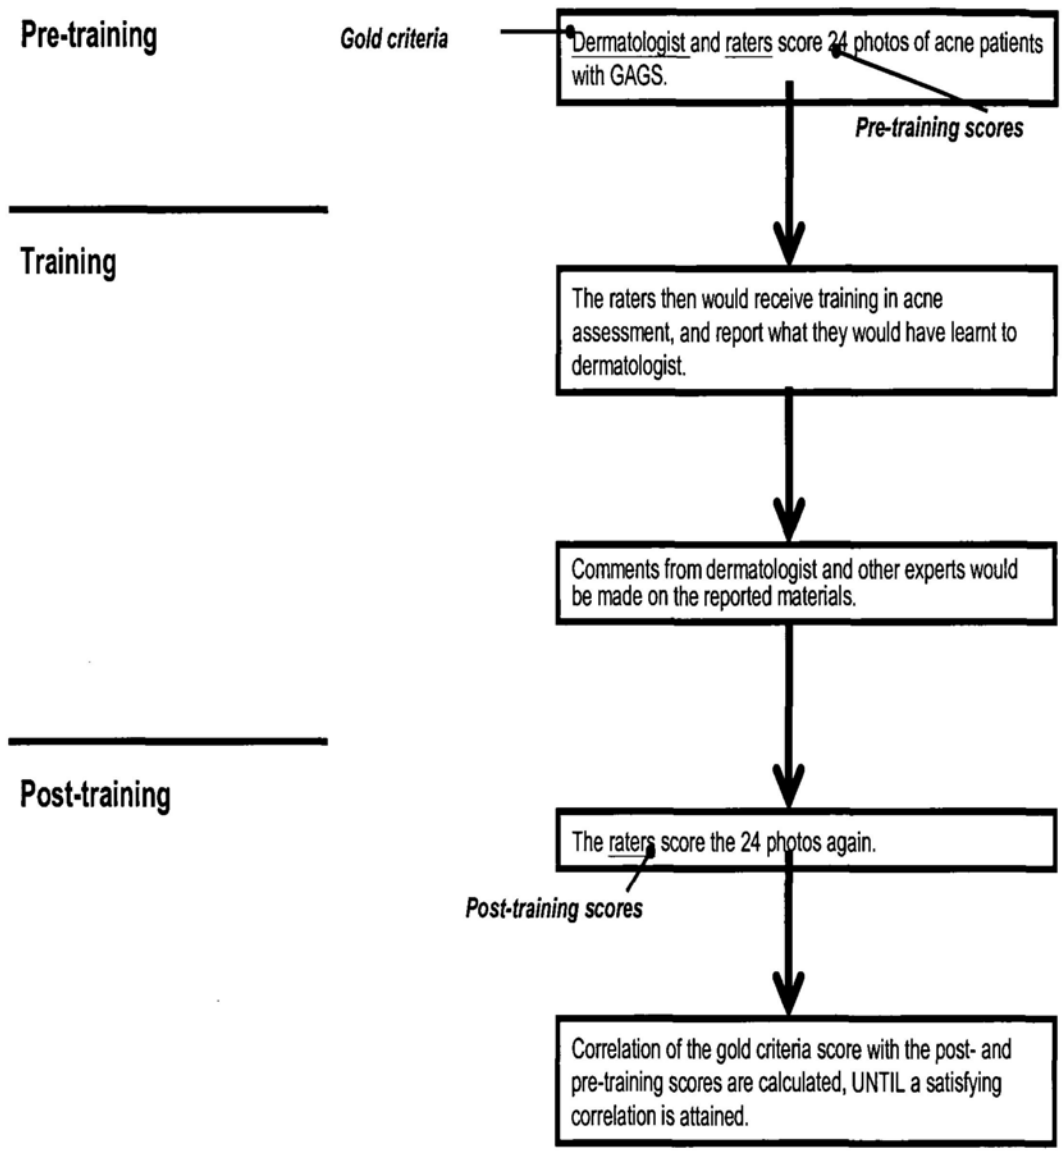 Pre-training
Gold criteria
Dermatologist and raters score 24 photos of acne patients
with GAGS.
Pre-training scores
Training
The raters then would receive training in acne
assessment, and report what they would have learnt to
dermatologist.
Comments from dermatologist and other experts would
be made on the reported materials.
Post-training
The raters score the 24 photos again.
Post-training scores
Correlation of the gold criteria score with the post- and
pre-training scores are calculated, UNTIL a satisfying
correlation is attained.